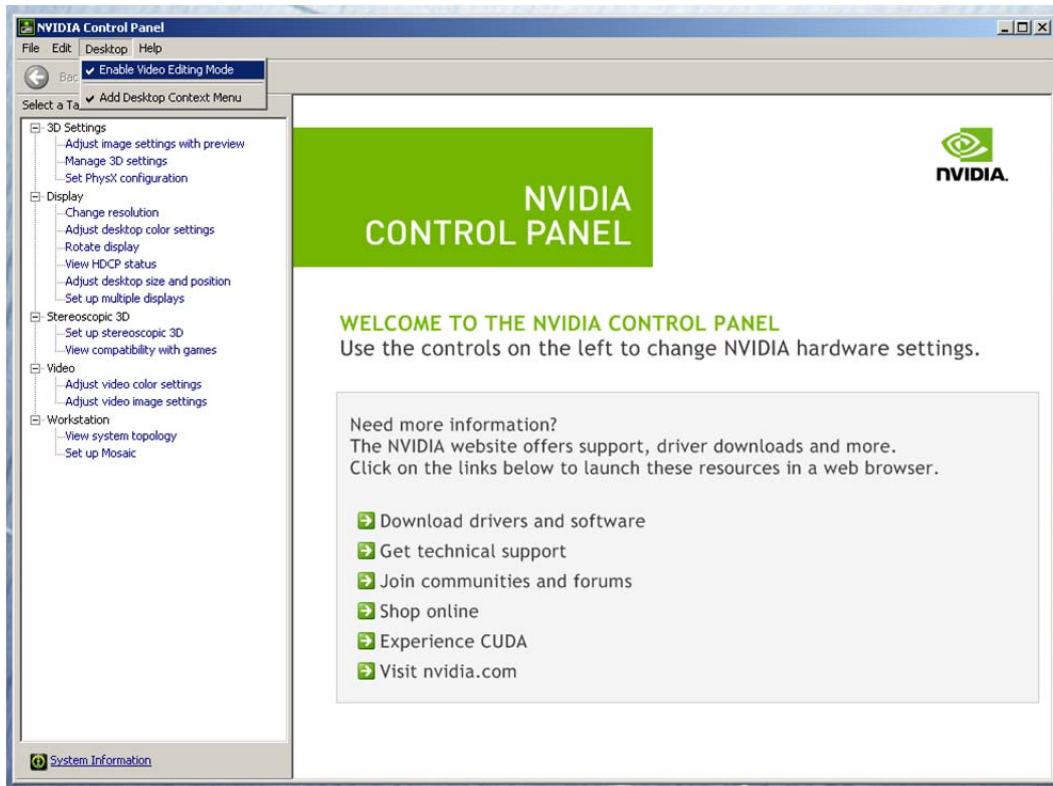 NVIDIA Control Panel
File Edit Desktop Help
Enable Video Editing Mode
Add Desktop Context Menu
Select a Ta
3D Settings
Adjust image settings with preview
Manage 3D settings
Set PhysX configuration
Display
Change resolution
Adjust desktop color settings
Rotate display
View HDCP status
Adjust desktop size and position
Set up multiple displays
Stereoscopic 3D
Set up stereoscopic 3D
View compatibility with games
Video
Adjust video color settings
Adjust video image settings
Workstation
View system topology
Set up Mosaic
System Information
NVIDIA
CONTROL PANEL
NVIDIA.
WELCOME TO THE NVIDIA CONTROL PANEL
Use the controls on the left to change NVIDIA hardware settings.
Need more information?
The NVIDIA website offers support, driver downloads and more.
Click on the links below to launch these resources in a web browser.
Download drivers and software
Get technical support
Join communities and forums
Shop online
Experience CUDA
Visit nvidia.com